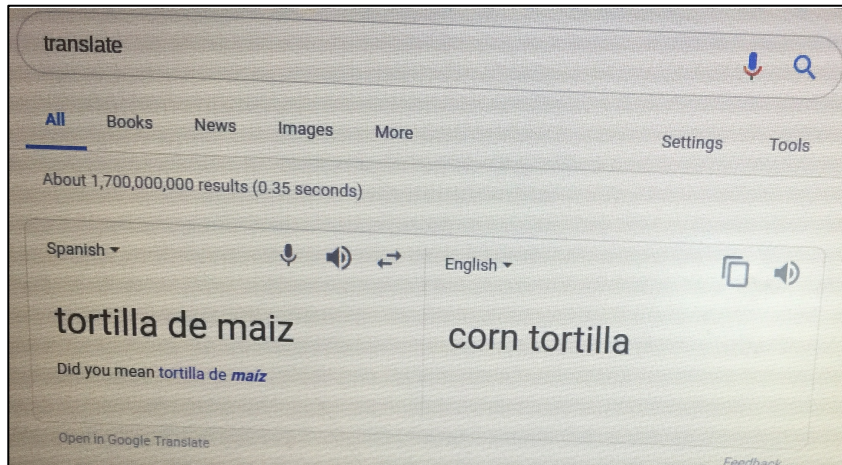 translate
All Books News Images More Settings Tools
About 1,700,000,000 results (0.35 seconds)
Spanish English
tortilla de maiz corn tortilla
Did you mean tortilla de maíz
Open in Google Translate
Feedback